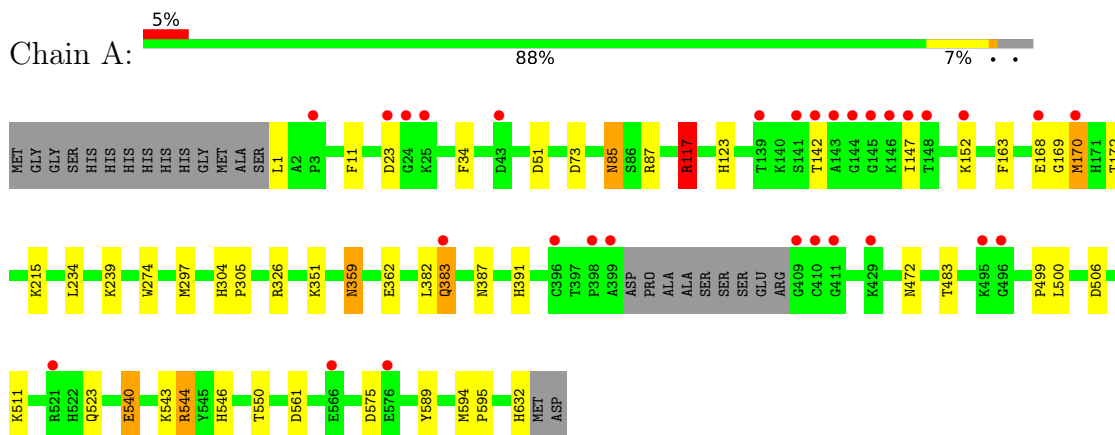 5%
Chain A:
88% 7% • •
MET GLY GLY SER HIS HIS HIS HIS HIS HIS GLY MET ALA SER L1 A2 P3 F11 D23 G24 K25 F34 D43 D51 D73 N85 S86 R87 R117 H123 T139 K140 S141 T142 A143 G144 G145 K146 I147 T148 K152 F163 E168 G169 M170 H171 T172
K215 L234 K239 W274 M297 H304 P305 R326 K351 N359 E362 L382 Q383 N387 H391 C396 T397 P398 A399 ASP PRO ALA ALA SER SER SER GLU ARG G409 C410 G411 K429 N472 T483 K495 G496 P499 L500 D506
K511 R521 H522 Q523 E540 K543 R544 Y545 H546 T550 D561 E566 D575 E576 Y589 M594 P595 H632 MET ASP